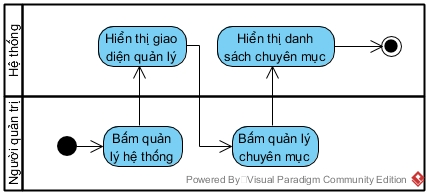 Hệ thống
Hiển thị giao
diện quản lý
Hiển thị danh
sách chuyên mục
Người quản trị
Bấm quản
lý hệ thống
Bấm quản lý
chuyên mục
Powered By Visual Paradigm Community Edition